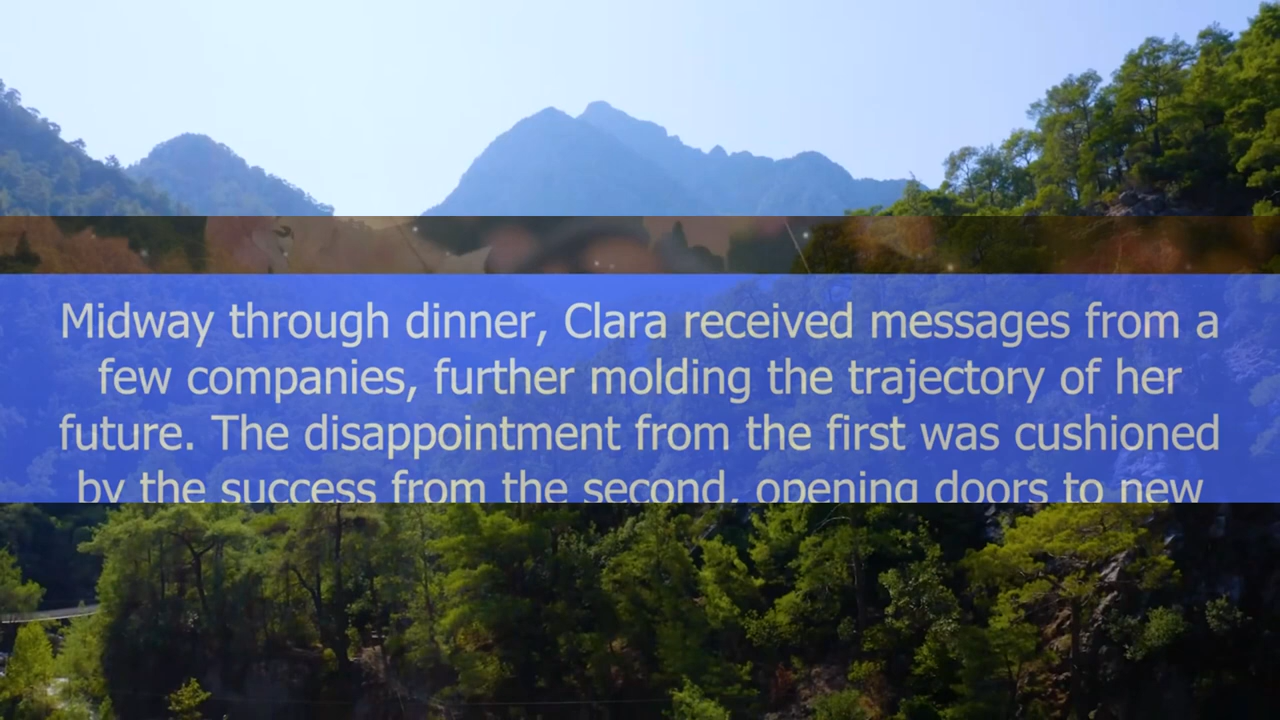 Midway through dinner, Clara received messages from a
few companies, further molding the trajectory of her
future. The disappointment from the first was cushioned
by the success from the second, opening doors to new